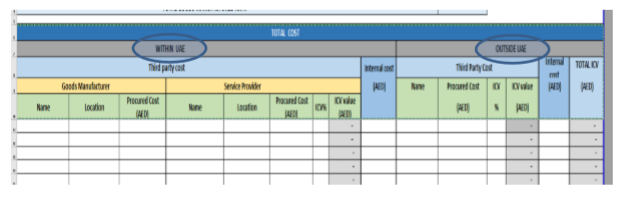 TOTAL COST
WITHIN UAE
OUTSIDE UAE
Third party cost
Internal cost
(AED)
Third Party Cost
Internal
cost
(AED)
TOTAL ICV
(AED)
Goods Manufacturer
Service Provider
Name
Location
Procured Cost
(AED)
Name
Location
Procured Cost
(AED)
ICV%
ICV value
(AED)
Name
Procured Cost
(AED)
ICV
%
ICV value
(AED)